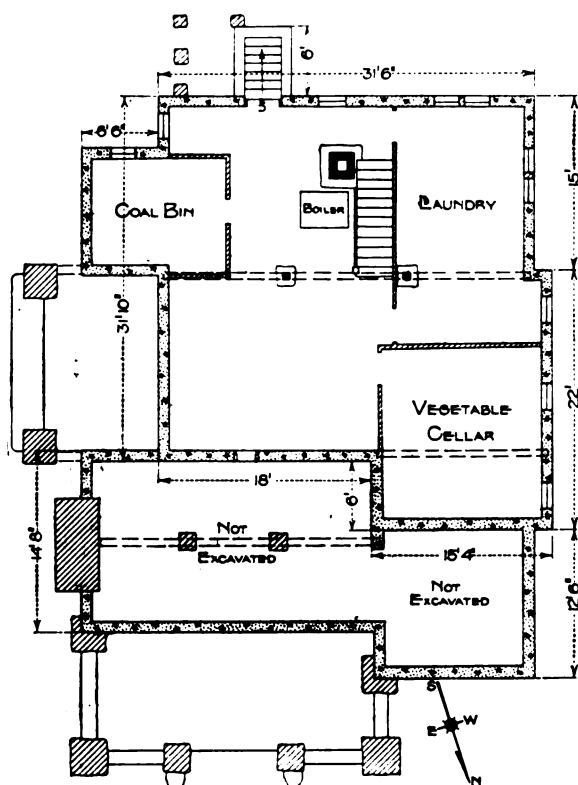 6'
31'6"
6'6"
COAL BIN
BOILER
LAUNDRY
15'
31'10"
22'
VEGETABLE
CELLAR
18'
6'
14'8"
NOT
EXCAVATED
15'4"
NOT
EXCAVATED
12'6"
S
E W
N